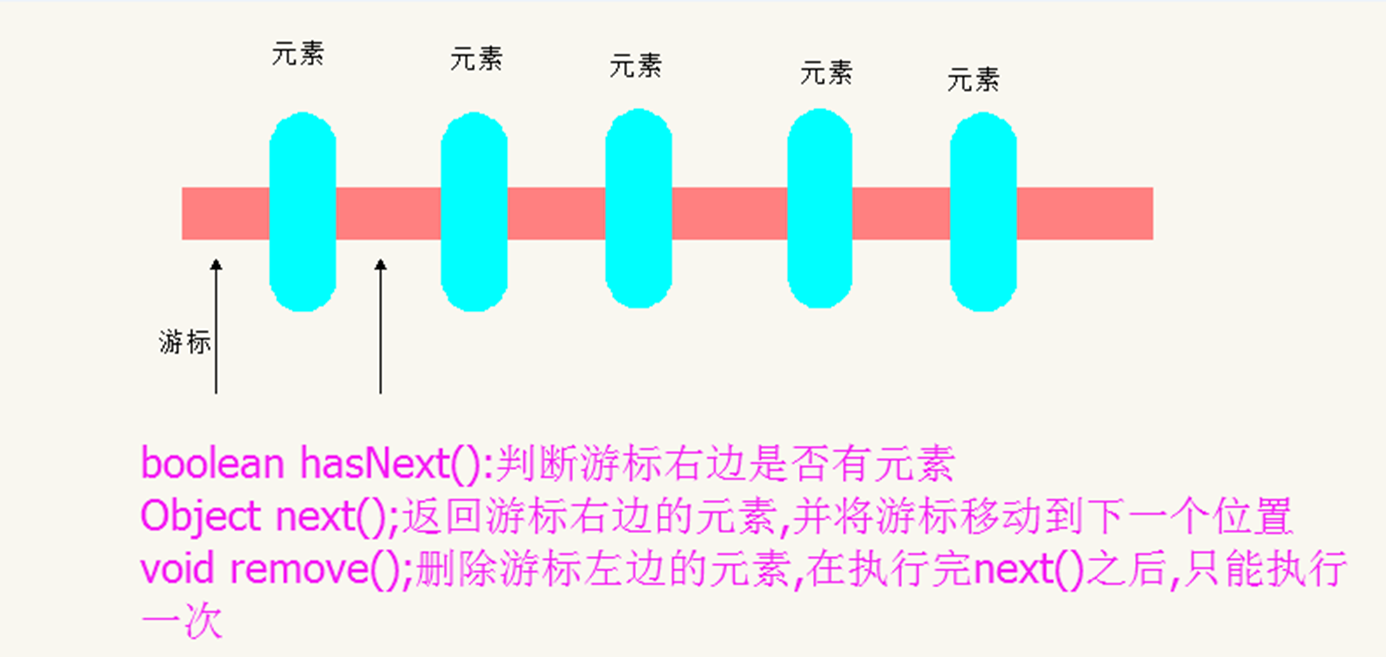 元素
元素
元素
元素
元素
游标
boolean hasNext():判断游标右边是否有元素
Object next();返回游标右边的元素,并将游标移动到下一个位置
void remove();删除游标左边的元素,在执行完next()之后,只能执行
一次